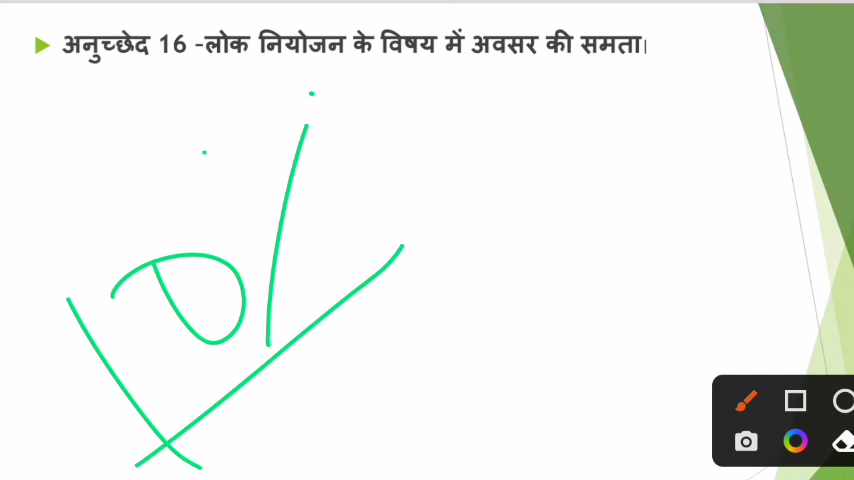 अनुच्छेद 16 -लोक नियोजन के विषय में अवसर की समता।